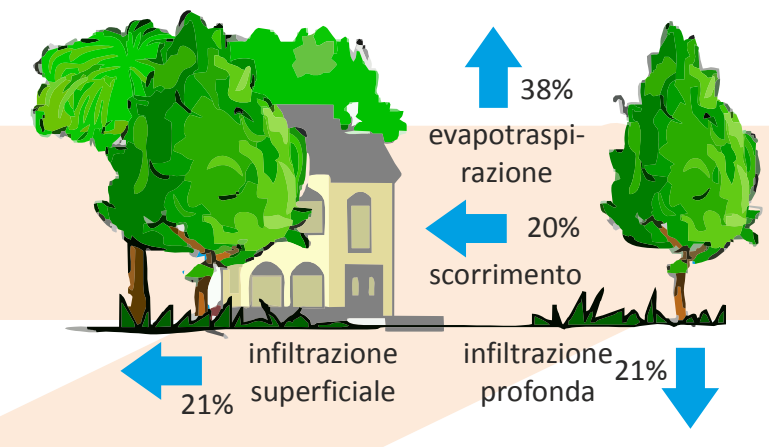 38%
evapotraspi-
razione
20%
scorrimento
infiltrazione
superficiale
21%
infiltrazione
profonda
21%